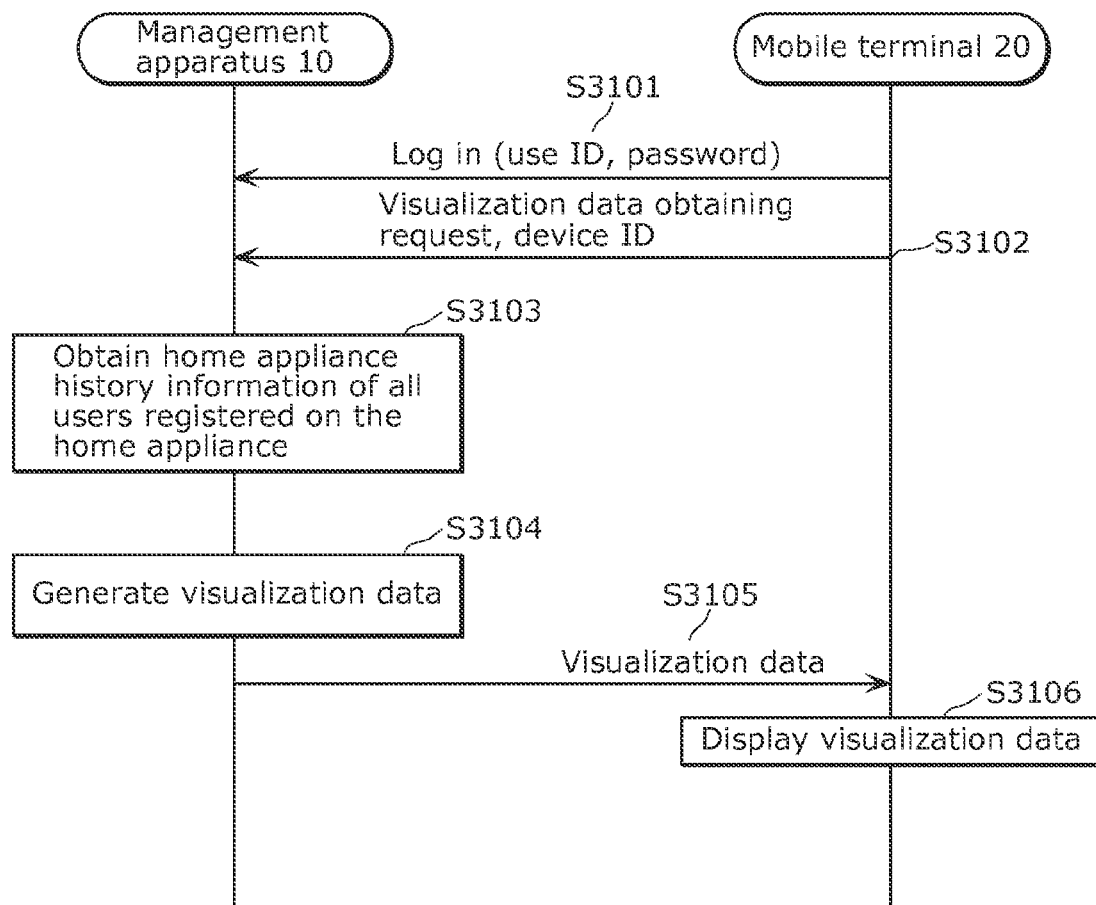 Management
apparatus 10
Mobile terminal 20
S3101
Log in (use ID, password)
Visualization data obtaining
request, device ID
S3102
S3103
Obtain home appliance
history information of all
users registered on the
home appliance
S3104
Generate visualization data
S3105
Visualization data
S3106
Display visualization data